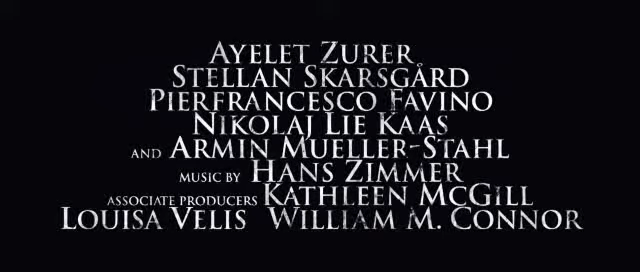 AYELET ZURER
STELLAN SKARSGÅRD
PIERFRANCESCO FAVINO
NIKOLAJ LIE KAAS
AND ARMIN MUELLER-STAHL
MUSIC BY HANS ZIMMER
ASSOCIATE PRODUCERS KATHLEEN MCGILL
LOUISA VELIS WILLIAM M. CONNOR